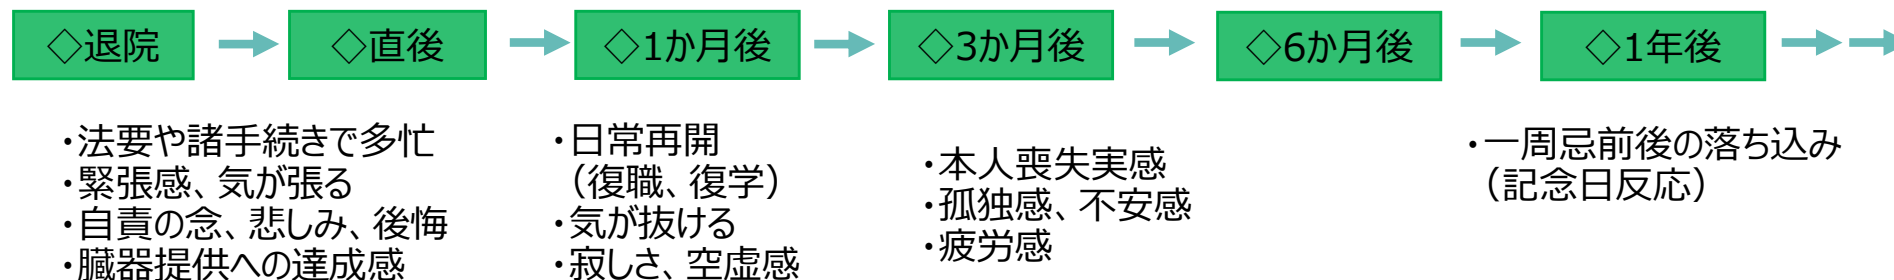 ◇退院
◇直後
◇1か月後
◇3か月後
◇6か月後
◇1年後
・法要や諸手続きで多忙
・緊張感、気が張る
・自責の念、悲しみ、後悔
・臓器提供への達成感
・日常再開
（復職、復学）
・気が抜ける
・寂しさ、空虚感
・本人喪失実感
・孤独感、不安感
・疲労感
・一周忌前後の落ち込み
（記念日反応）